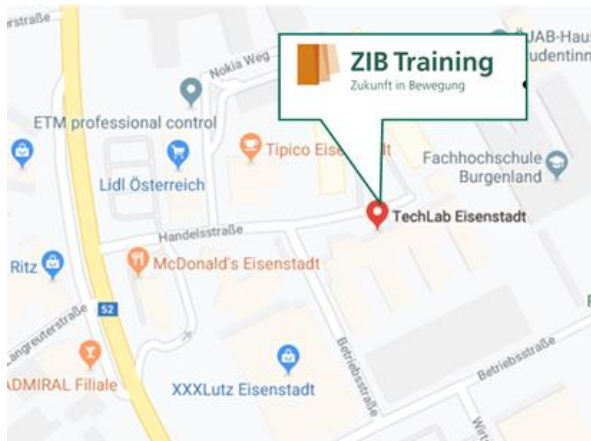 ZIB Training
Zukunft in Bewegung
Nokia Weg
ETM professional control
Tipico Eisenstadt
Lidl Österreich
Fachhochschule
Burgenland
TechLab Eisenstadt
Handelsstraße
McDonald's Eisenstadt
Ritz
52
ADMIRAL Filiale
XXXLutz Eisenstadt
Betriebsstraße
Betriebsstraße